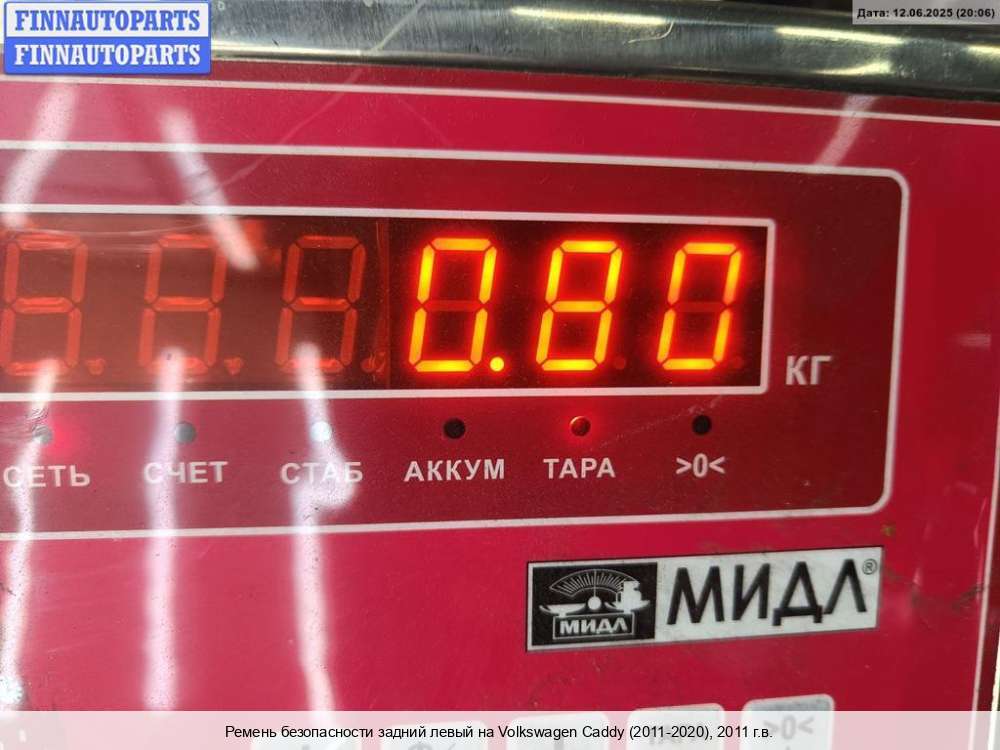 FINNAUTOPARTS
FINNAUTOPARTS
Дата: 12.06.2025 (20:06)
0.80
КГ
СЕТЬ СЧЕТ СТАБ АККУМ ТАРА >0<
МИДЛ МИДЛ®
>0<
Ремень безопасности задний левый на Volkswagen Caddy (2011-2020), 2011 г.в.